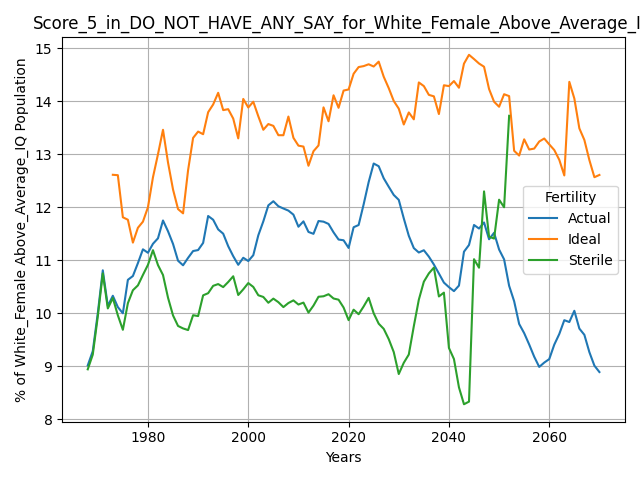 Score_5_in_DO_NOT_HAVE_ANY_SAY_for_White_Female_Above_Average_I
% of White_Female Above_Average_IQ Population
15
14
13
12
11
10
9
8
1980
2000
2020
2040
2060
Years
Fertility
Actual
Ideal
Sterile